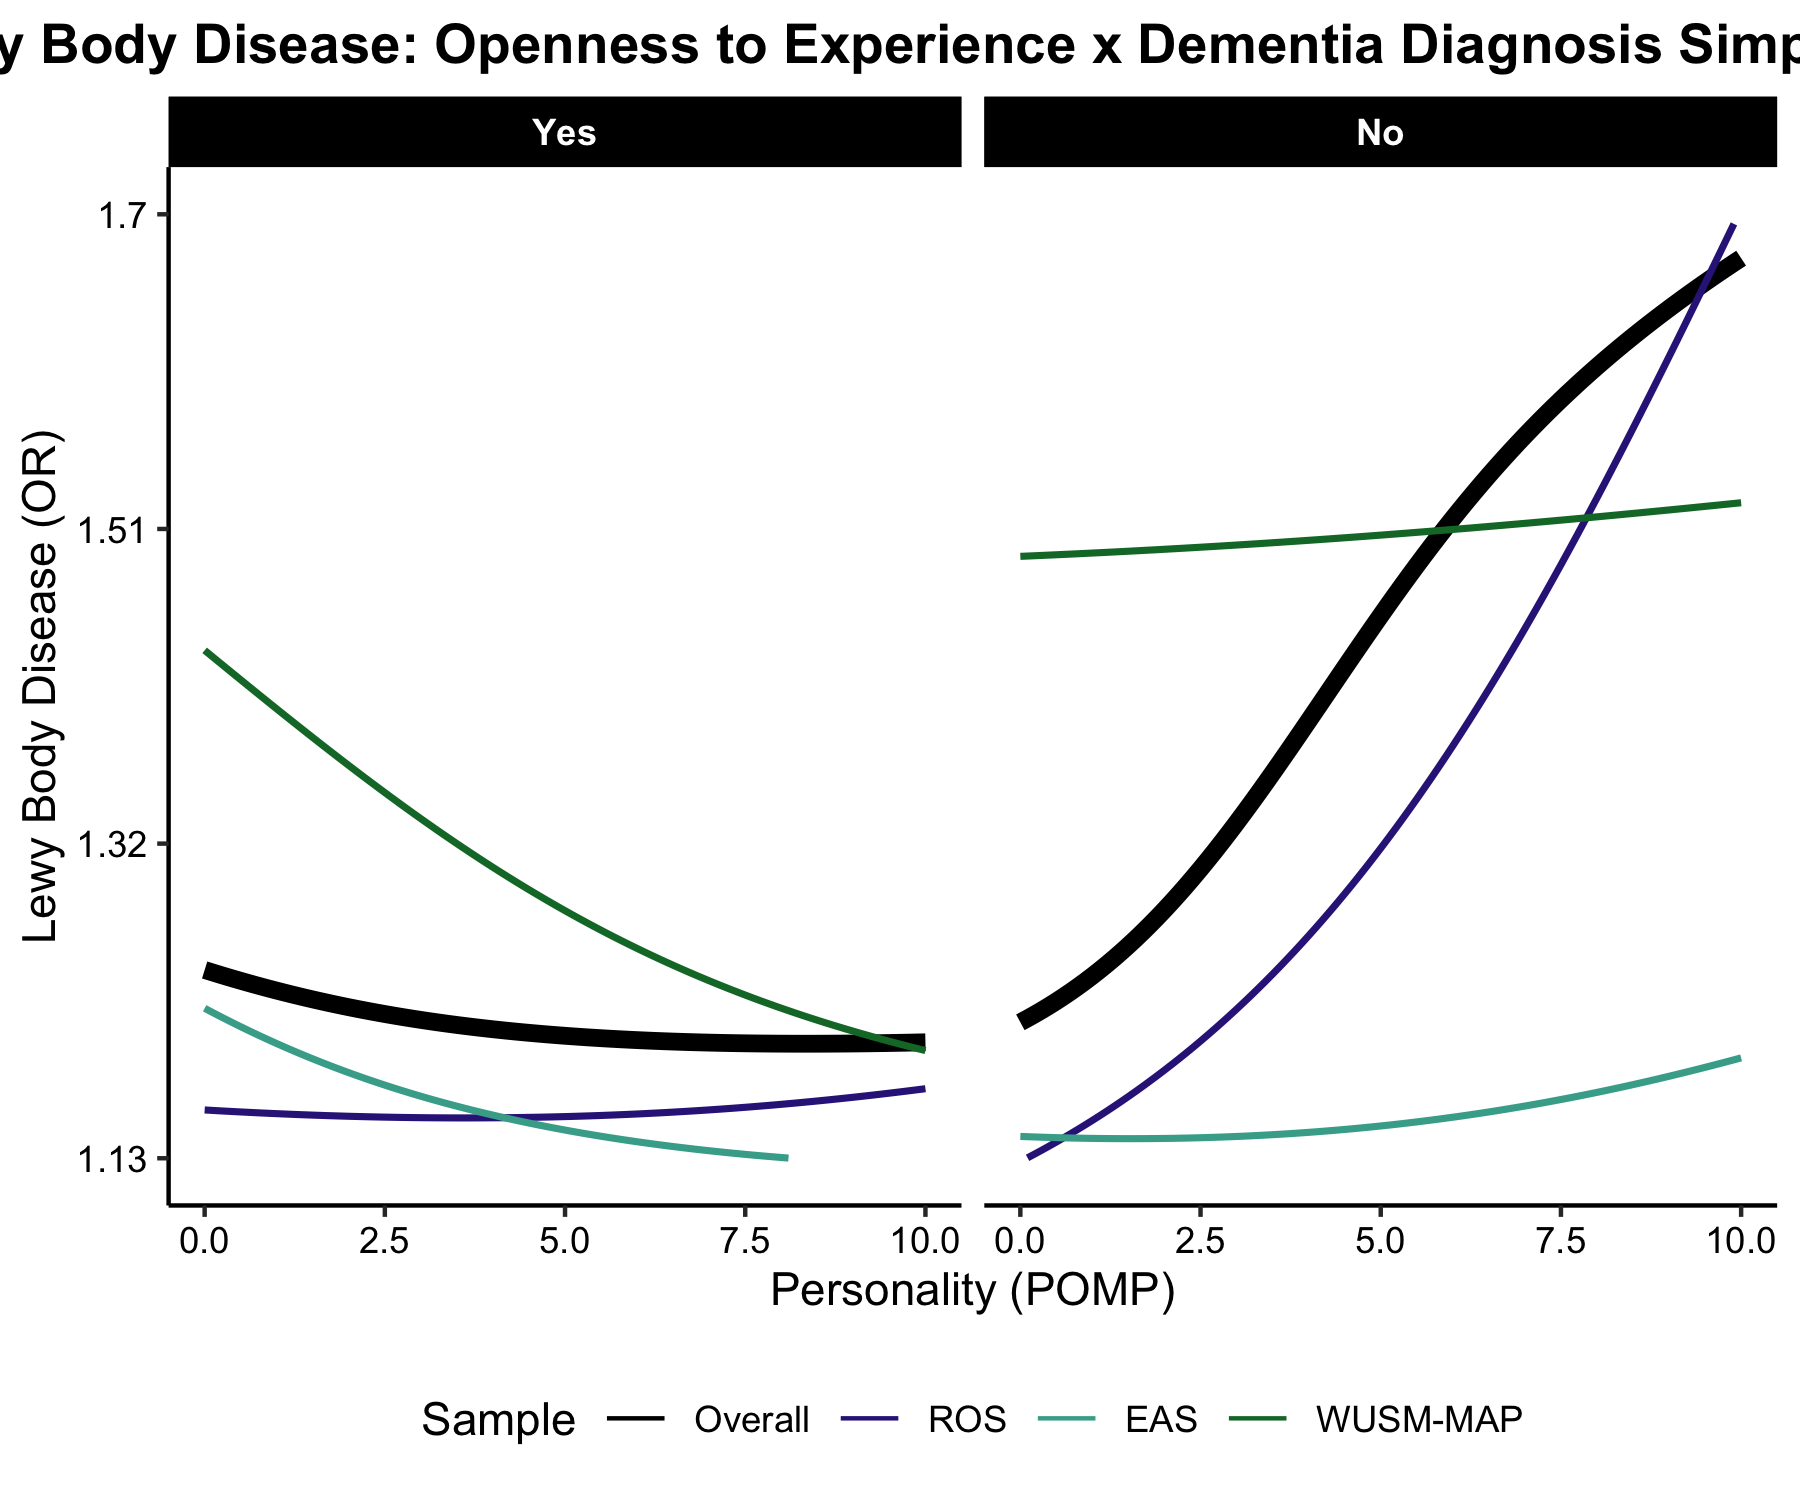 y Body Disease: Openness to Experience x Dementia Diagnosis Simp
Yes
No
Lewy Body Disease (OR)
1.7
1.51
1.32
1.13
0.0 2.5 5.0 7.5 10.0
0.0 2.5 5.0 7.5 10.0
Personality (POMP)
Sample Overall ROS EAS WUSM-MAP